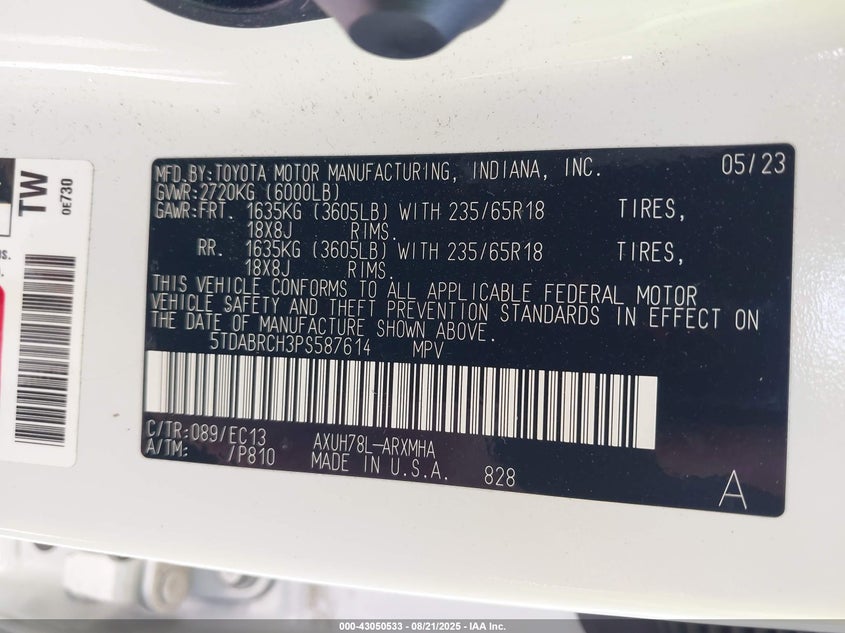 MFD.BY:TOYOTA MOTOR MANUFACTURING, INDIANA, INC. 05/23
GVWR:2720KG (6000LB)
GAWR:FRT. 1635KG (3605LB) WITH 235/65R18 TIRES,
18X8J RIMS.
RR. 1635KG (3605LB) WITH 235/65R18 TIRES,
18X8J RIMS.
THIS VEHICLE CONFORMS TO ALL APPLICABLE FEDERAL MOTOR
VEHICLE SAFETY AND THEFT PREVENTION STANDARDS IN EFFECT ON
THE DATE OF MANUFACTURE SHOWN ABOVE.
5TDABRCH3PS587614 MPV
C/TR:089/EC13 AXUH78L-ARXMHA
A/TM: /P810 MADE IN U.S.A. 828
A
TW
0E730
000-43050533 - 08/21/2025 - IAA Inc.